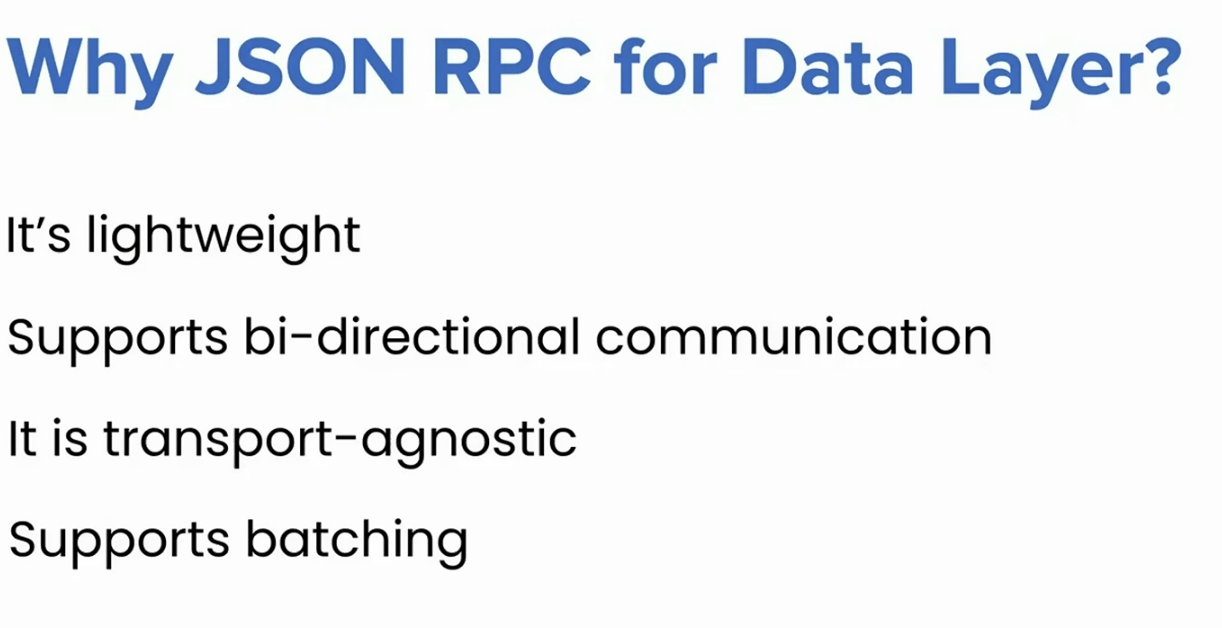 Why JSON RPC for Data Layer?
It’s lightweight
Supports bi-directional communication
It is transport-agnostic
Supports batching